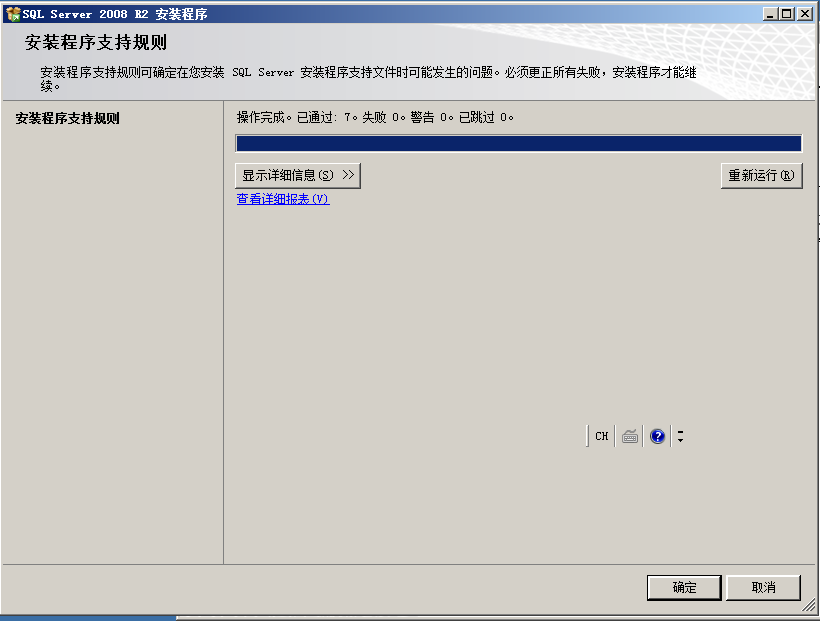 SQL Server 2008 R2 安装程序
安装程序支持规则
安装程序支持规则可确定在您安装 SQL Server 安装程序支持文件时可能发生的问题。必须更正所有失败，安装程序才能继
续。
安装程序支持规则
操作完成。已通过: 7。失败 0。警告 0。已跳过 0。
显示详细信息(S) >>
重新运行(R)
查看详细报表(V)
CH
确定
取消